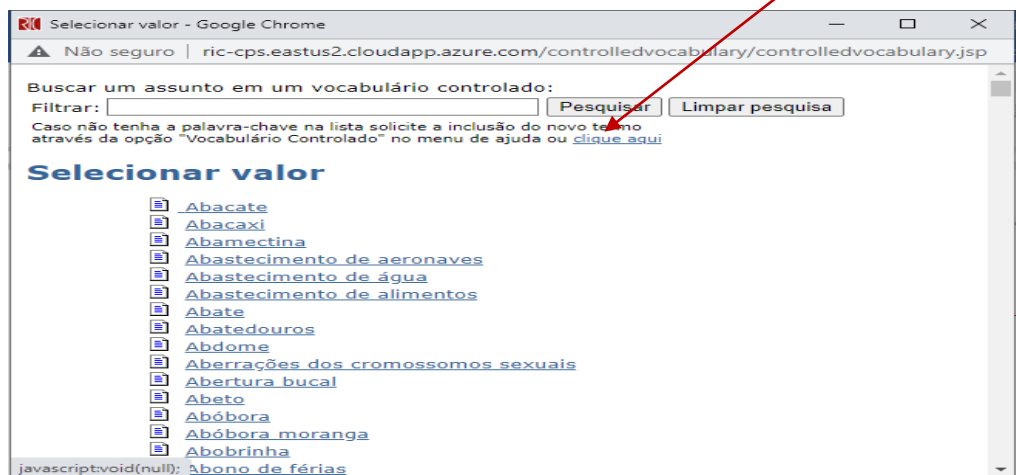 Selecionar valor - Google Chrome
Não seguro | ric-cps.eastus2.cloudapp.azure.com/controlledvocabulary/controlledvocabulary.jsp
Buscar um assunto em um vocabulário controlado:
Filtrar: Pesquisar Limpar pesquisa
Caso não tenha a palavra-chave na lista solicite a inclusão do novo termo
através da opção "Vocabulário Controlado" no menu de ajuda ou clique aqui
Selecionar valor
Abacate
Abacaxi
Abamectina
Abastecimento de aeronaves
Abastecimento de água
Abastecimento de alimentos
Abate
Abatedouros
Abdome
Aberrações dos cromossomos sexuais
Abertura bucal
Abeto
Abóbora
Abóbora moranga
Abobrinha
javascript:void(null); Abono de férias